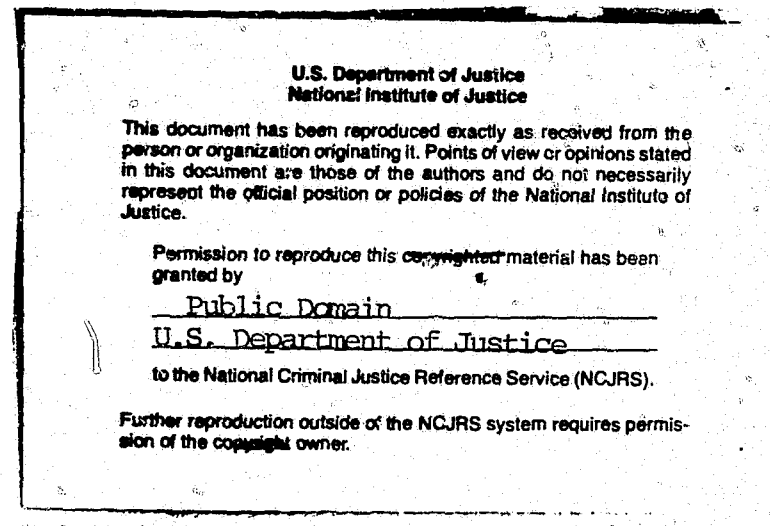 U.S. Department of Justice
National Institute of Justice
This document has been reproduced exactly as received from the
person or organization originating it. Points of view or opinions stated
in this document are those of the authors and do not necessarily
represent the official position or policies of the National Institute of
Justice.
Permission to reproduce this copyrighted material has been
granted by
Public Domain
U.S. Department of Justice
to the National Criminal Justice Reference Service (NCJRS).
Further reproduction outside of the NCJRS system requires permis-
sion of the copyright owner.